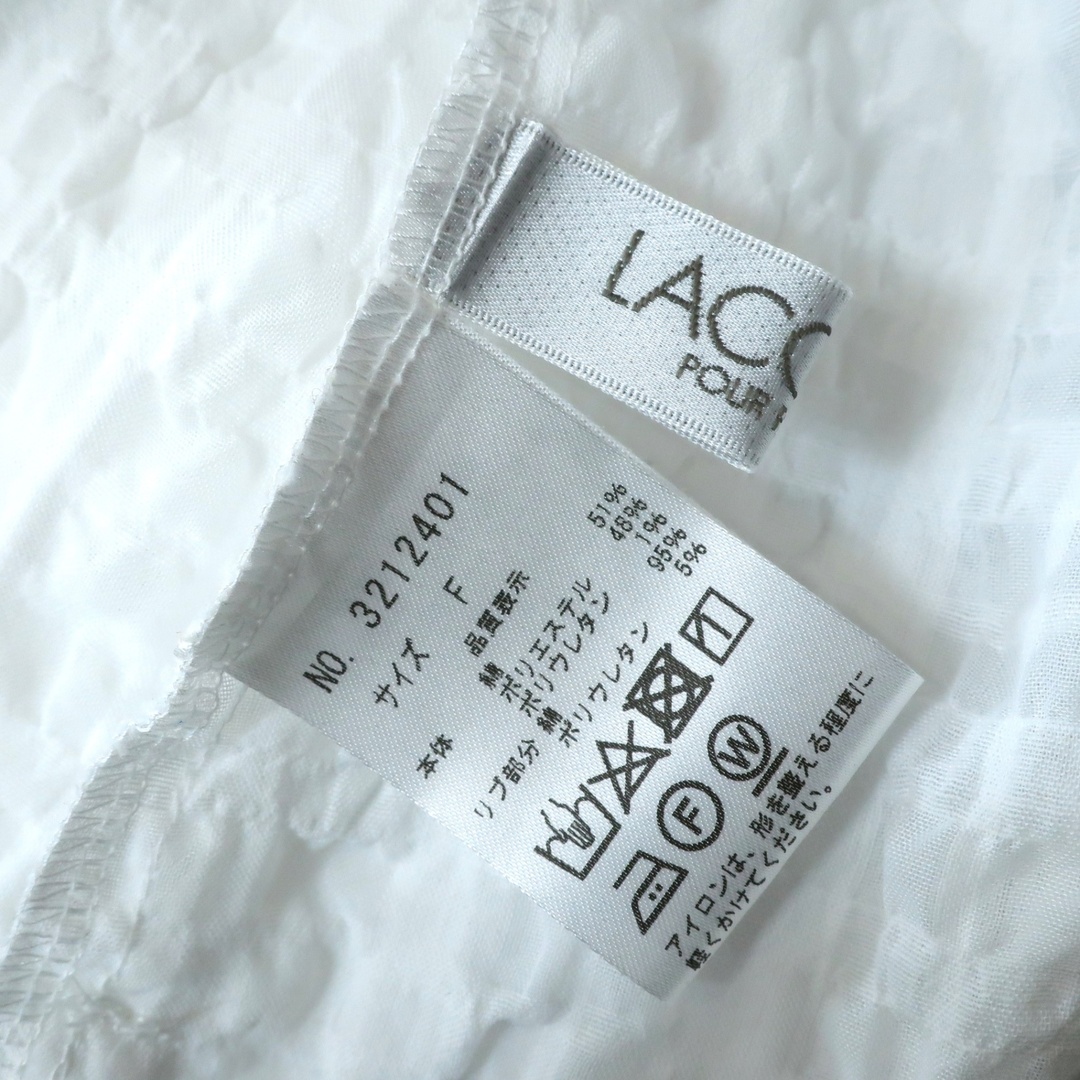 LAC
POUR
NO. 3212401
サイズ F
品質表示
本体 綿 51%
ポリエステル 48%
ポリウレタン 1%
リブ部分 綿 95%
ポリウレタン 5%
F W
アイロンは、形を整える程度に
軽くかけてください。